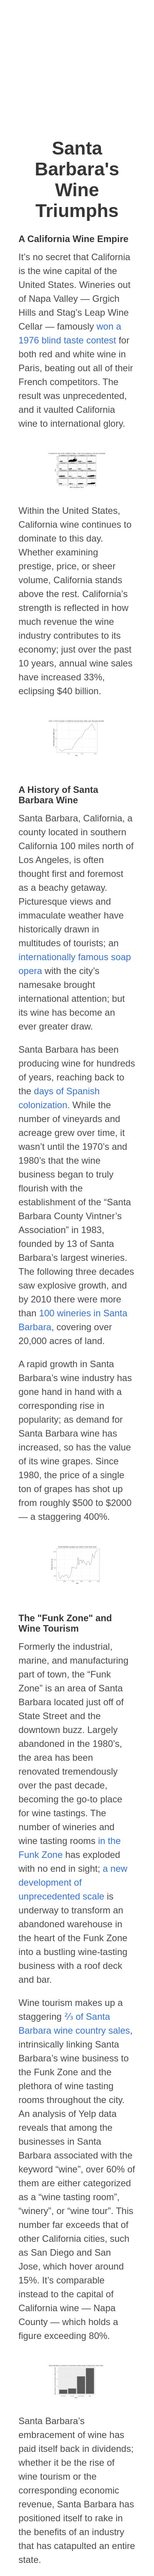 Santa
Barbara's
Wine
Triumphs
A California Wine Empire
It’s no secret that California
is the wine capital of the
United States. Wineries out
of Napa Valley — Grgich
Hills and Stag’s Leap Wine
Cellar — famously won a
1976 blind taste contest for
both red and white wine in
Paris, beating out all of their
French competitors. The
result was unprecedented,
and it vaulted California
wine to international glory.
Within the United States,
California wine continues to
dominate to this day.
Whether examining
prestige, price, or sheer
volume, California stands
above the rest. California’s
strength is reflected in how
much revenue the wine
industry contributes to its
economy; just over the past
10 years, annual wine sales
have increased 33%,
eclipsing $40 billion.
A History of Santa
Barbara Wine
Santa Barbara, California, a
county located in southern
California 100 miles north of
Los Angeles, is often
thought first and foremost
as a beachy getaway.
Picturesque views and
immaculate weather have
historically drawn in
multitudes of tourists; an
internationally famous soap
opera with the city’s
namesake brought
international attention; but
its wine has become an
ever greater draw.
Santa Barbara has been
producing wine for hundreds
of years, reaching back to
the days of Spanish
colonization. While the
number of vineyards and
acreage grew over time, it
wasn’t until the 1970’s and
1980’s that the wine
business began to truly
flourish with the
establishment of the “Santa
Barbara County Vintner’s
Association” in 1983,
founded by 13 of Santa
Barbara’s largest wineries.
The following three decades
saw explosive growth, and
by 2010 there were more
than 100 wineries in Santa
Barbara, covering over
20,000 acres of land.
A rapid growth in Santa
Barbara’s wine industry has
gone hand in hand with a
corresponding rise in
popularity; as demand for
Santa Barbara wine has
increased, so has the value
of its wine grapes. Since
1980, the price of a single
ton of grapes has shot up
from roughly $500 to $2000
— a staggering 400%.
The "Funk Zone" and
Wine Tourism
Formerly the industrial,
marine, and manufacturing
part of town, the “Funk
Zone” is an area of Santa
Barbara located just off of
State Street and the
downtown buzz. Largely
abandoned in the 1980’s,
the area has been
renovated tremendously
over the past decade,
becoming the go-to place
for wine tastings. The
number of wineries and
wine tasting rooms in the
Funk Zone has exploded
with no end in sight; a new
development of
unprecedented scale is
underway to transform an
abandoned warehouse in
the heart of the Funk Zone
into a bustling wine-tasting
business with a roof deck
and bar.
Wine tourism makes up a
staggering ⅔ of Santa
Barbara wine country sales,
intrinsically linking Santa
Barbara’s wine business to
the Funk Zone and the
plethora of wine tasting
rooms throughout the city.
An analysis of Yelp data
reveals that among the
businesses in Santa
Barbara associated with the
keyword “wine”, over 60% of
them are either categorized
as a “wine tasting room”,
“winery”, or “wine tour”. This
number far exceeds that of
other California cities, such
as San Diego and San
Jose, which hover around
15%. It’s comparable
instead to the capital of
California wine — Napa
County — which holds a
figure exceeding 80%.
Santa Barbara’s
embracement of wine has
paid itself back in dividends;
whether it be the rise of
wine tourism or the
corresponding economic
revenue, Santa Barbara has
positioned itself to rake in
the benefits of an industry
that has catapulted an entire
state.